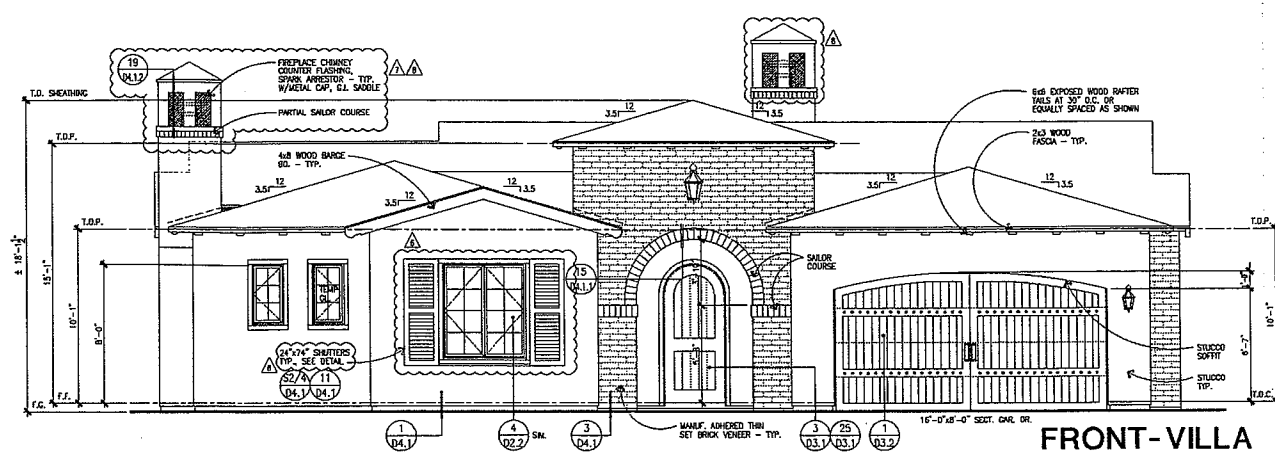 19
D4.1.2
FIREPLACE CHIMNEY
COUNTER FLASHING,
SPARK ARRESTOR - TYP.
W/METAL CAP, G.I. SADDLE
7
8
PARTIAL SAILOR COURSE
8
T.O. SHEATHING
T.O.P.
4x8 WOOD BARGE
BD. - TYP.
12
3.5
12
3.5
12
3.5
12
3.5
12
3.5
12
3.5
12
3.5
12
3.5
6x6 EXPOSED WOOD RAFTER
TAILS AT 30" O.C. OR
EQUALLY SPACED AS SHOWN
2x3 WOOD
FASCIA - TYP.
T.O.P.
T.O.P.
± 18'-1½"
15'-1"
10'-1"
8'-0"
6
15
D4.1.1
SAILOR
COURSE
TEMP.
GL.
24"x74" SHUTTERS
TYP., SEE DETAIL
8
S2/4
D4.1
11
D4.1
F.F.
F.G.
1
D4.1
4
D2.2
SIM.
3
D4.1
MANUF. ADHERED THIN
SET BRICK VENEER - TYP.
3
D3.1
25
D3.1
1
D3.2
16'-0"x8'-0" SECT. GAR. DR.
STUCCO
SOFFIT
STUCCO
TYP.
6'-7"
10'-1"
T.O.C.
FRONT-VILLA